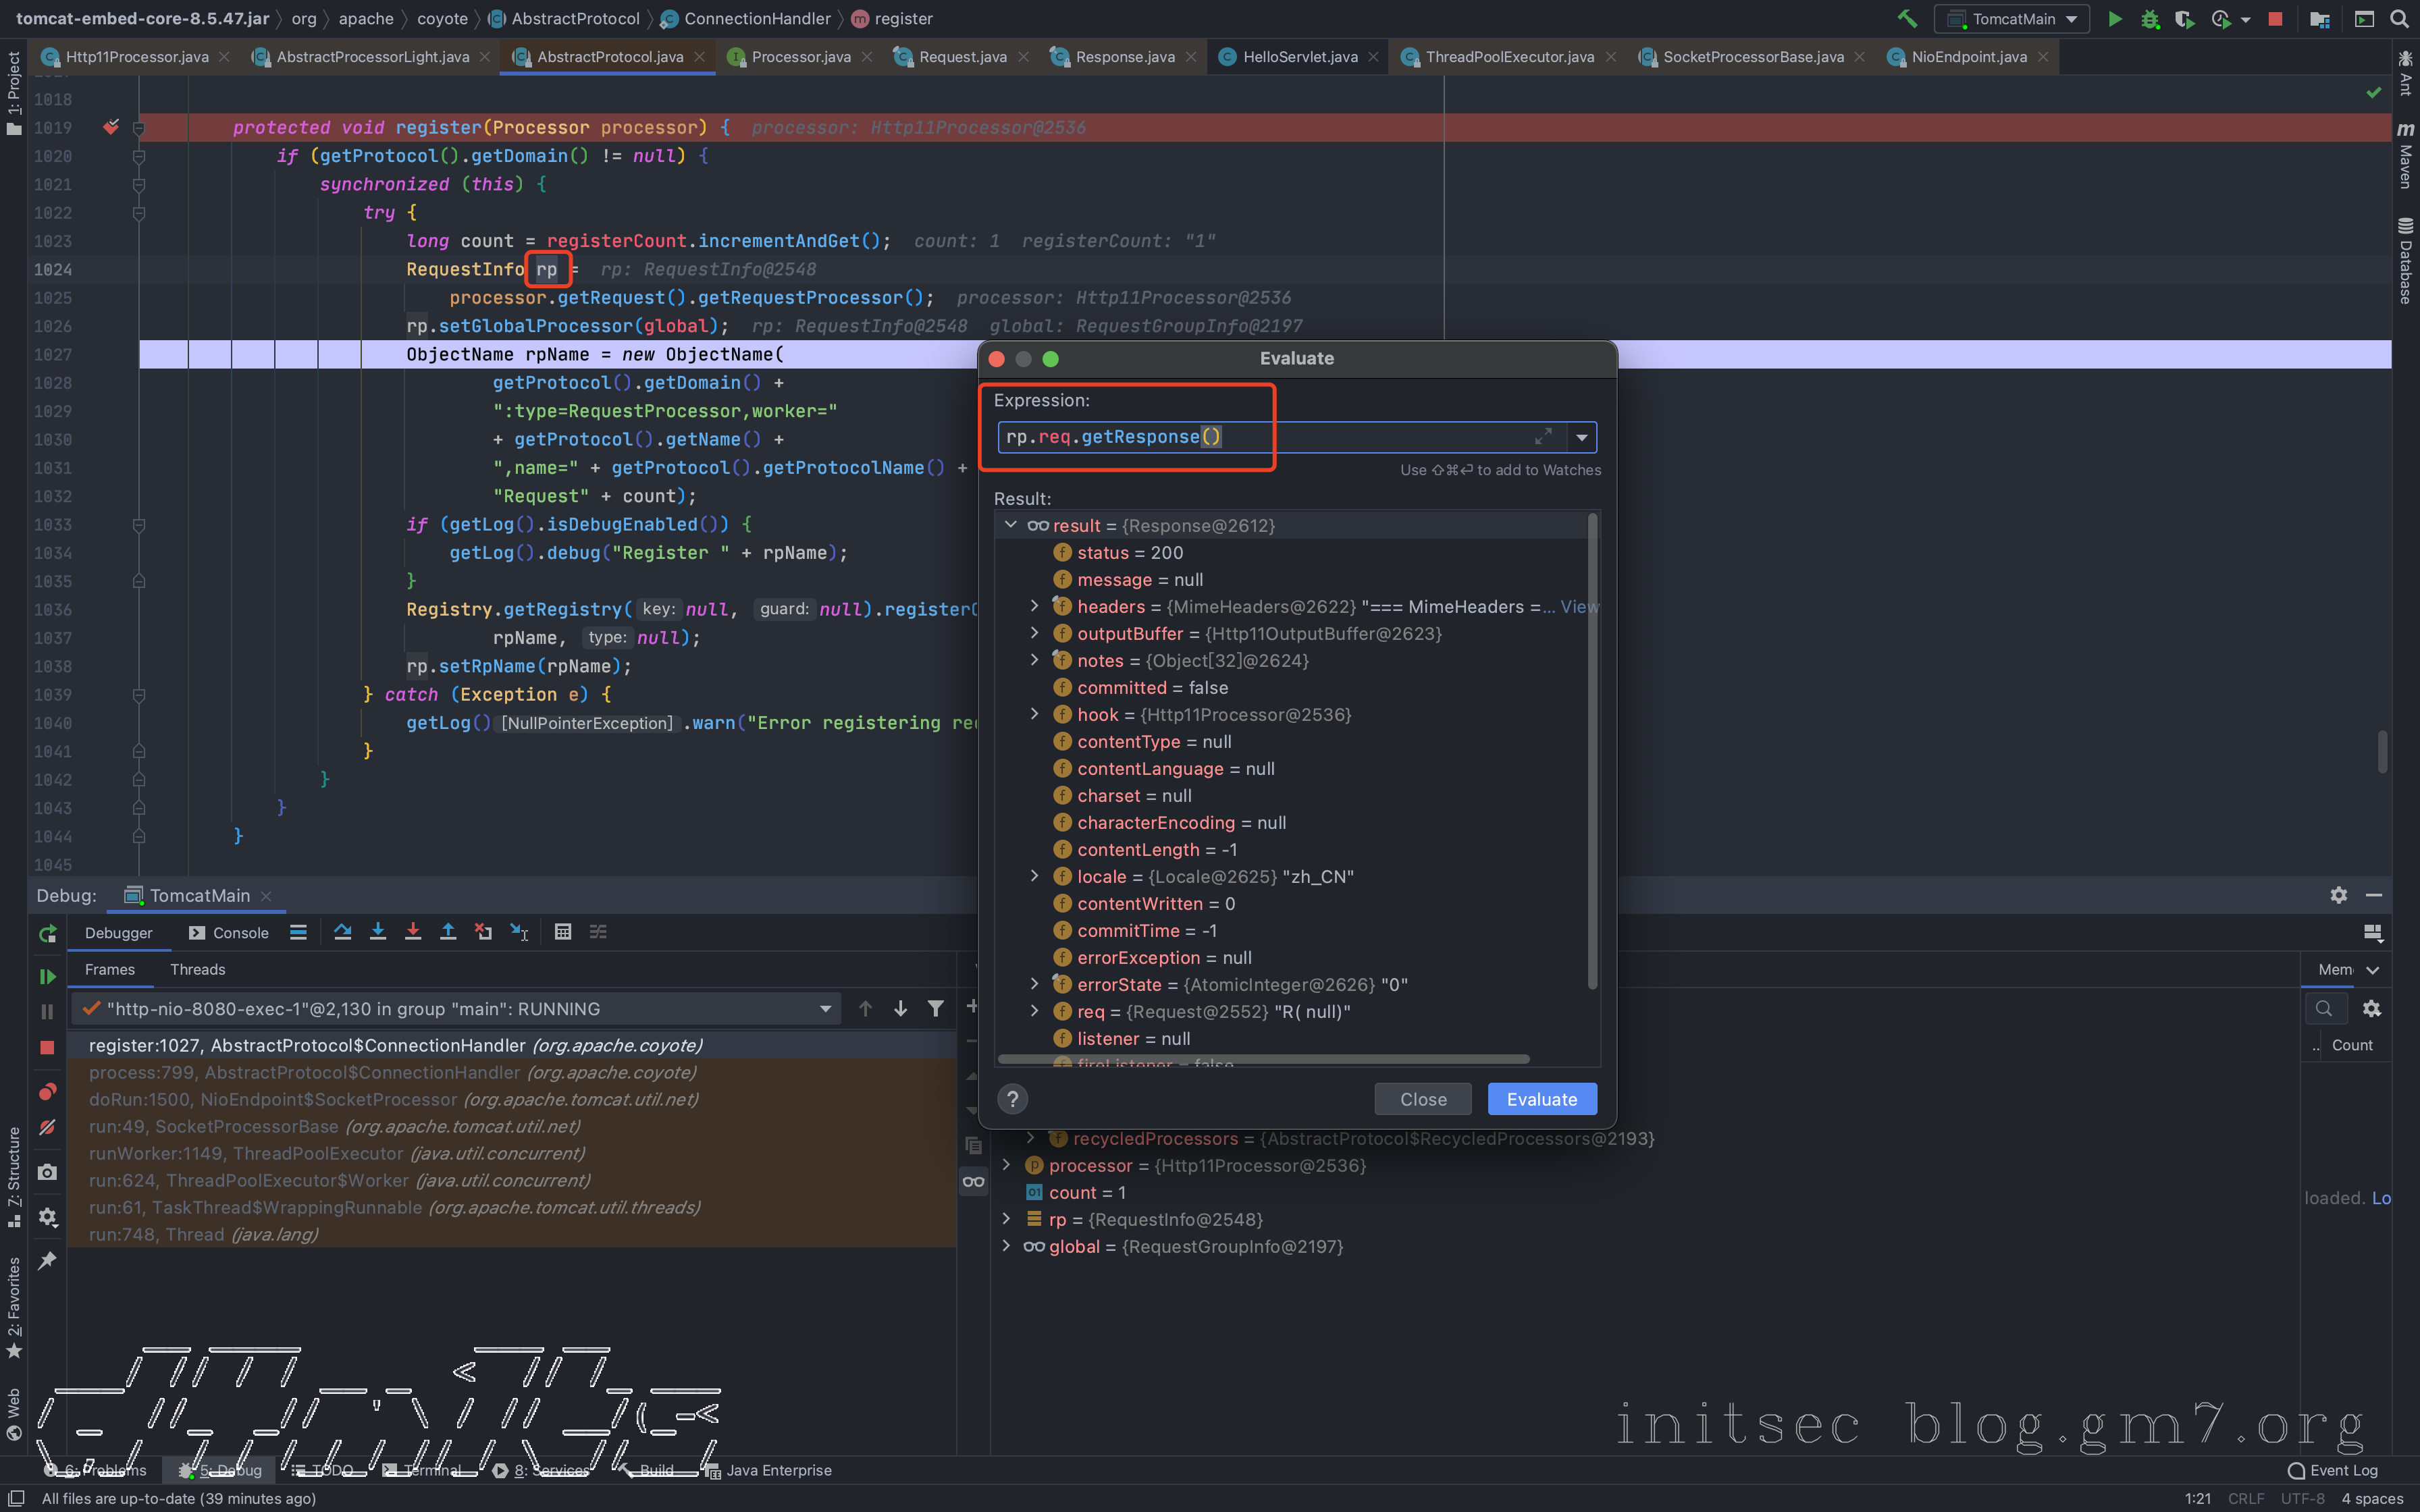 tomcat-embed-core-8.5.47.jar org apache coyote AbstractProtocol ConnectionHandler register TomcatMain
Http11Processor.java AbstractProcessorLight.java AbstractProtocol.java Processor.java Request.java Response.java HelloServlet.java ThreadPoolExecutor.java SocketProcessorBase.java NioEndpoint.java
1: Project
Z: Structure
2: Favorites
Web
Ant
Maven
Database
1018
1019 protected void register(Processor processor) { processor: Http11Processor@2536
1020 if (getProtocol().getDomain() != null) {
1021 synchronized (this) {
1022 try {
1023 long count = registerCount.incrementAndGet(); count: 1 registerCount: "1"
1024 RequestInfo rp = rp: RequestInfo@2548
1025 processor.getRequest().getRequestProcessor(); processor: Http11Processor@2536
1026 rp.setGlobalProcessor(global); rp: RequestInfo@2548 global: RequestGroupInfo@2197
1027 ObjectName rpName = new ObjectName(
1028 getProtocol().getDomain() +
1029 ":type=RequestProcessor,worker="
1030 + getProtocol().getName() +
1031 ",name=" + getProtocol().getProtocolName() +
1032 "Request" + count);
1033 if (getLog().isDebugEnabled()) {
1034 getLog().debug("Register " + rpName);
1035 }
1036 Registry.getRegistry( key: null, guard: null).registerC
1037 rpName, type: null);
1038 rp.setRpName(rpName);
1039 } catch (Exception e) {
1040 getLog() [NullPointerException] .warn("Error registering req
1041 }
1042 }
1043 }
1044 }
1045
Evaluate
Expression:
rp.req.getResponse()
Use ⇧⌘⏎ to add to Watches
Result:
result = {Response@2612}
status = 200
message = null
headers = {MimeHeaders@2622} "=== MimeHeaders =... View
outputBuffer = {Http11OutputBuffer@2623}
notes = {Object[32]@2624}
committed = false
hook = {Http11Processor@2536}
contentType = null
contentLanguage = null
charset = null
characterEncoding = null
contentLength = -1
locale = {Locale@2625} "zh_CN"
contentWritten = 0
commitTime = -1
errorException = null
errorState = {AtomicInteger@2626} "0"
req = {Request@2552} "R( null)"
listener = null
fireListener = false
? Close Evaluate
Debug: TomcatMain
Debugger Console
Frames Threads
"http-nio-8080-exec-1"@2,130 in group "main": RUNNING
register:1027, AbstractProtocol$ConnectionHandler (org.apache.coyote)
process:799, AbstractProtocol$ConnectionHandler (org.apache.coyote)
doRun:1500, NioEndpoint$SocketProcessor (org.apache.tomcat.util.net)
run:49, SocketProcessorBase (org.apache.tomcat.util.net)
runWorker:1149, ThreadPoolExecutor (java.util.concurrent)
run:624, ThreadPoolExecutor$Worker (java.util.concurrent)
run:61, TaskThread$WrappingRunnable (org.apache.tomcat.util.threads)
run:748, Thread (java.lang)
recycledProcessors = {AbstractProtocol$RecycledProcessors@2193}
processor = {Http11Processor@2536}
count = 1
rp = {RequestInfo@2548}
global = {RequestGroupInfo@2197}
Mem
.. Count
loaded. Lo
initsec blog.gm7.org
6: Problems 5: Debug TODO Terminal 8: Services Build Java Enterprise Event Log
All files are up-to-date (39 minutes ago) 1:21 CRLF UTF-8 4 spaces